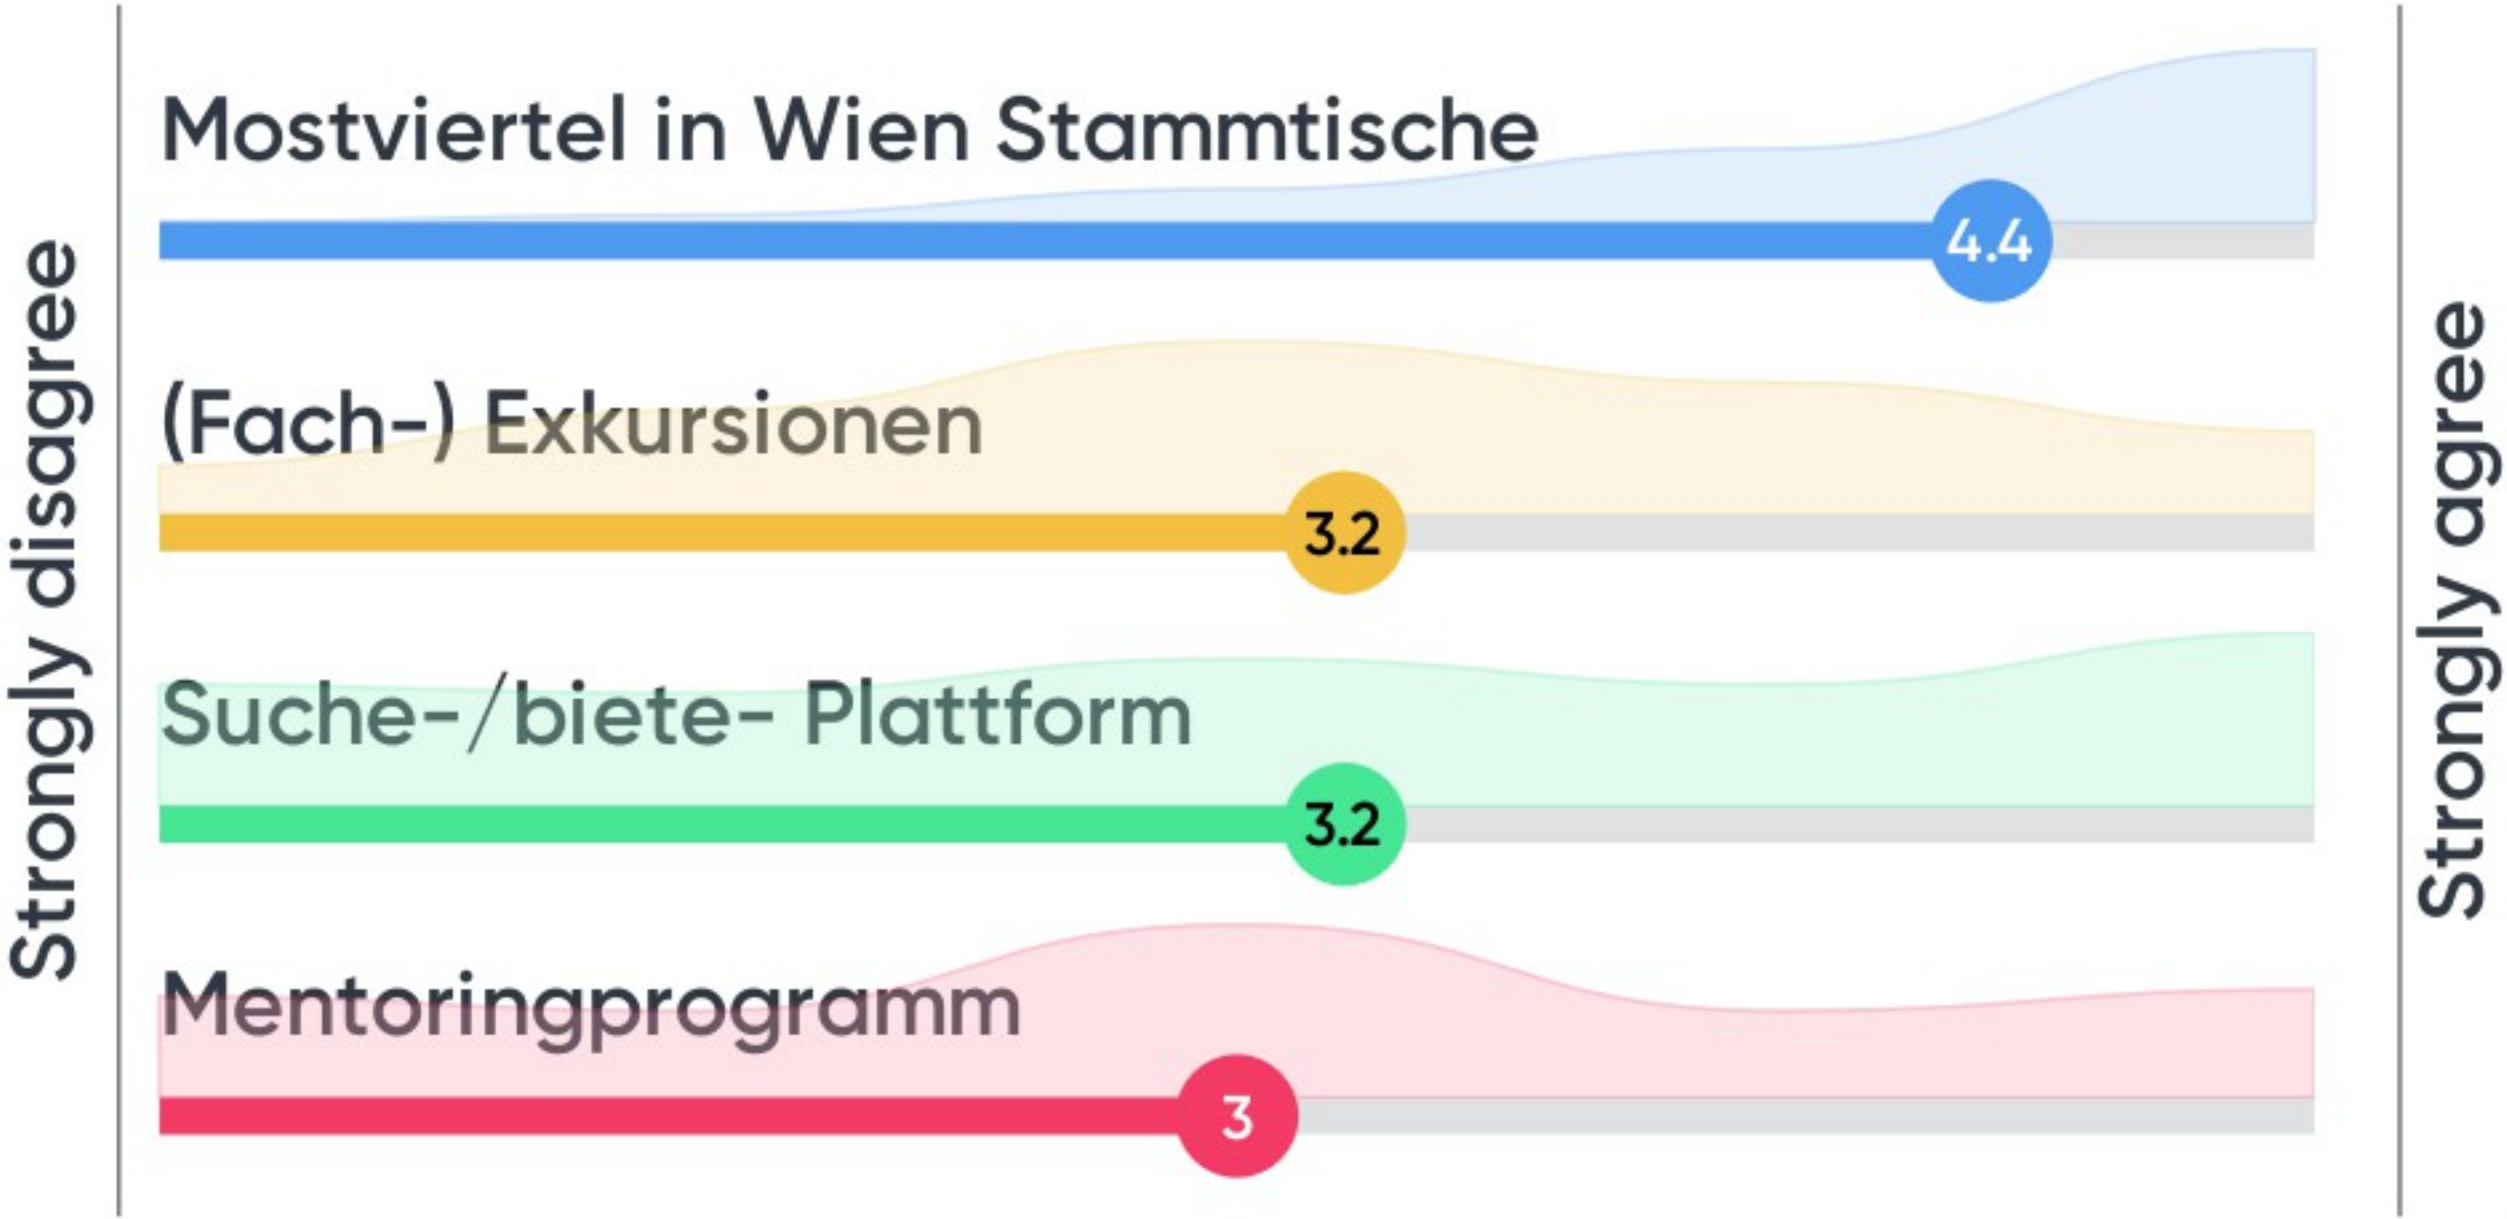 Strongly disagree
Mostviertel in Wien Stammtische
4.4
(Fach-) Exkursionen
3.2
Suche-/biete- Plattform
3.2
Mentoringprogramm
3
Strongly agree